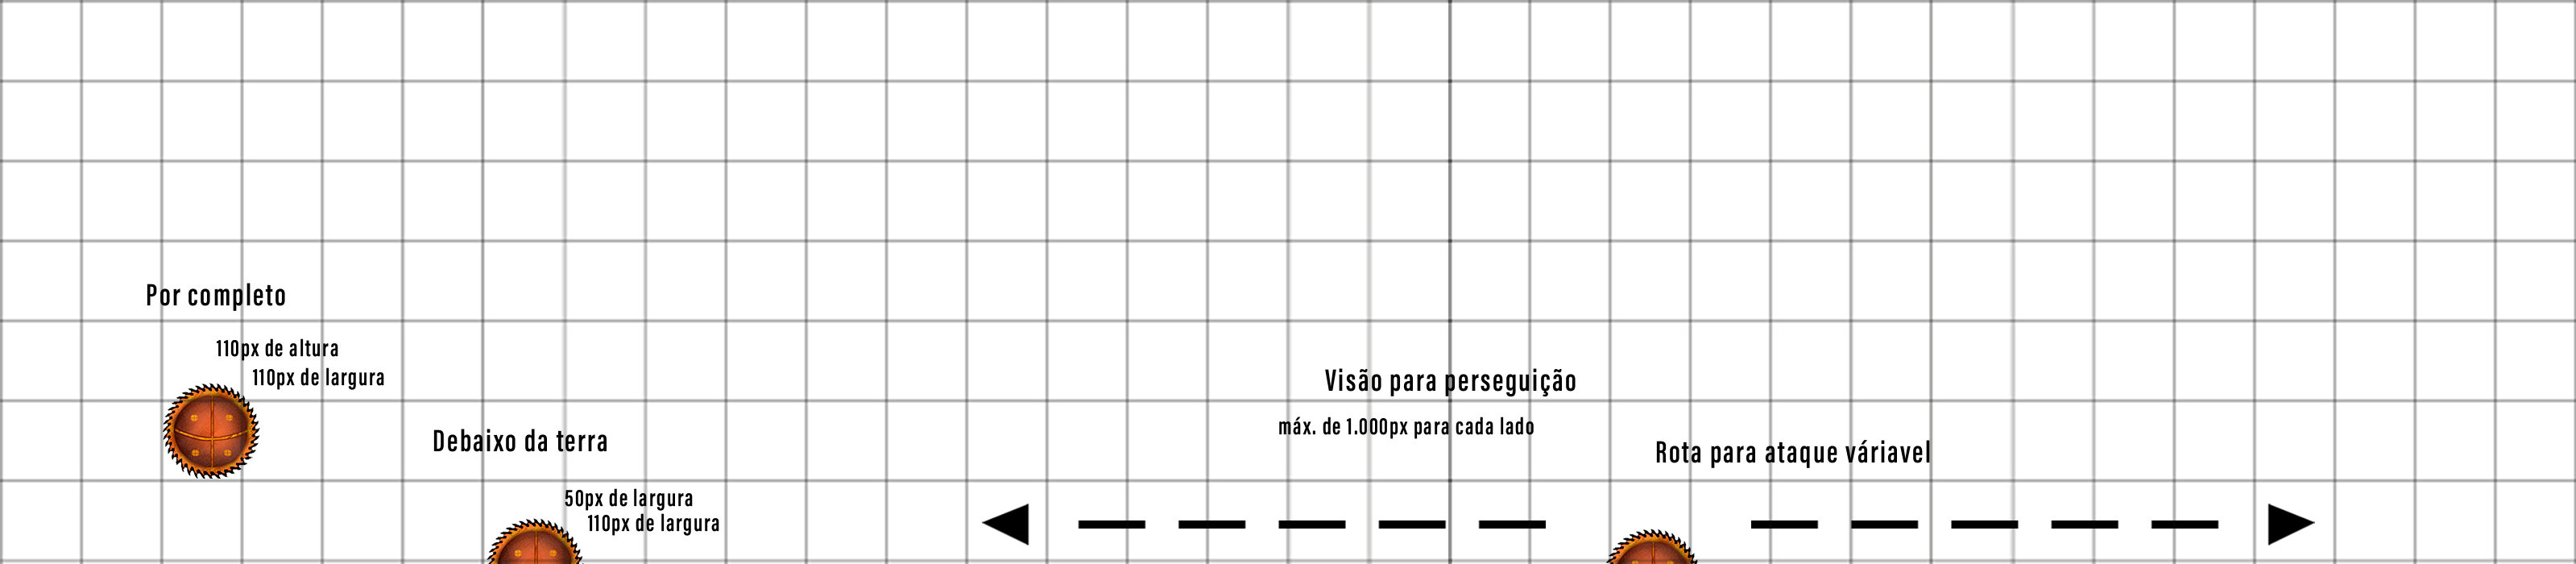 Por completo
110px de altura
110px de largura
Debaixo da terra
50px de largura
110px de largura
Visão para perseguição
máx. de 1.000px para cada lado
Rota para ataque váriavel